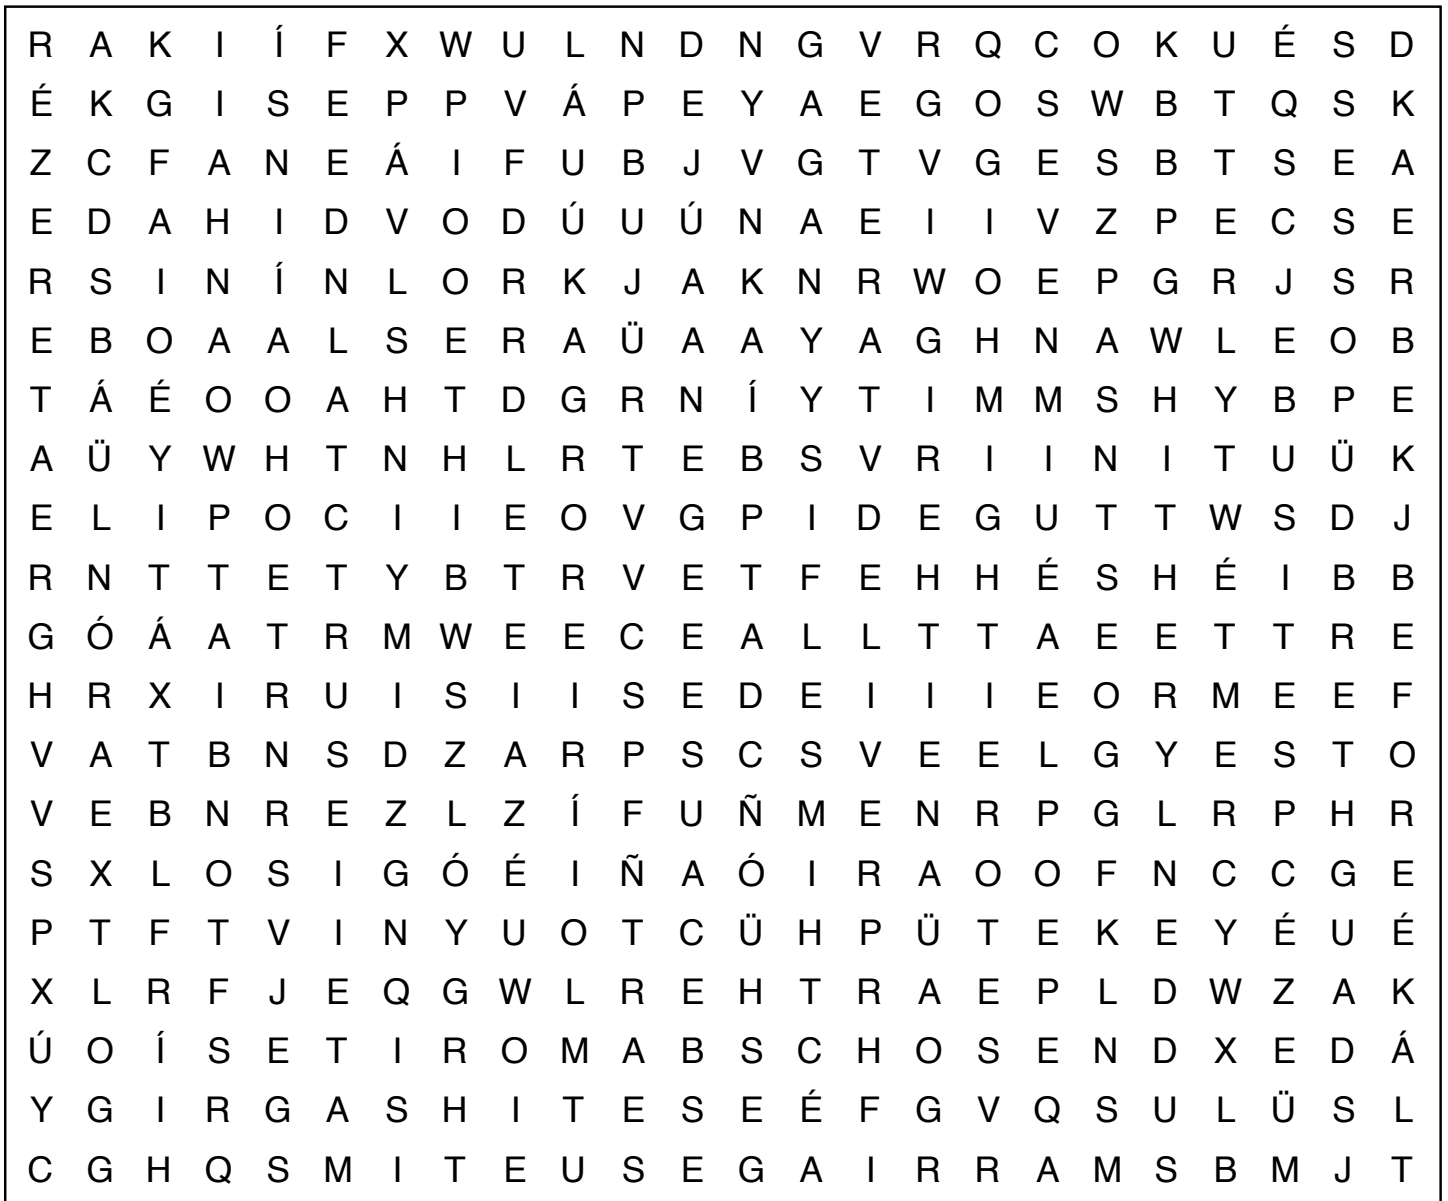 R A K I Í F X W U L N D N G V R Q C O K U É S D
É K G I S E P P V Á P E Y A E G O S W B T Q S K
Z C F A N E Á I F U B J V G T V G E S B T S E A
E D A H I D V O D Ú U Ú N A E I I V Z P E C S E
R S I N Í N L O R K J A K N R W O E P G R J S R
E B O A A L S E R A Ü A A Y A G H N A W L E O B
T Á É O O A H T D G R N Í Y T I M M S H Y B P E
A Ü Y W H T N H L R T E B S V R I I N I T U Ü K
E L I P O C I I E O V G P I D E G U T T W S D J
R N T T E T Y B T R V E T F E H H É S H É I B B
G Ó Á A T R M W E E C E A L L T T A E E T T R E
H R X I R U I S I I S E D E I I I E O R M E E F
V A T B N S D Z A R P S C S V E E L G Y E S T O
V E B N R E Z L Z Í F U Ñ M E N R P G L R P H R
S X L O S I G Ó É I Ñ A Ó I R A O O F N C C G E
P T F T V I N Y U O T C Ü H P Ü T E K E Y É U É
X L R F J E Q G W L R E H T R A E P L D W Z A K
Ú O Í S E T I R O M A B S C H O S E N D X E D Á
Y G I R G A S H I T E S E É F G V Q S U L Ü S L
C G H Q S M I T E U S E G A I R R A M S B M J T